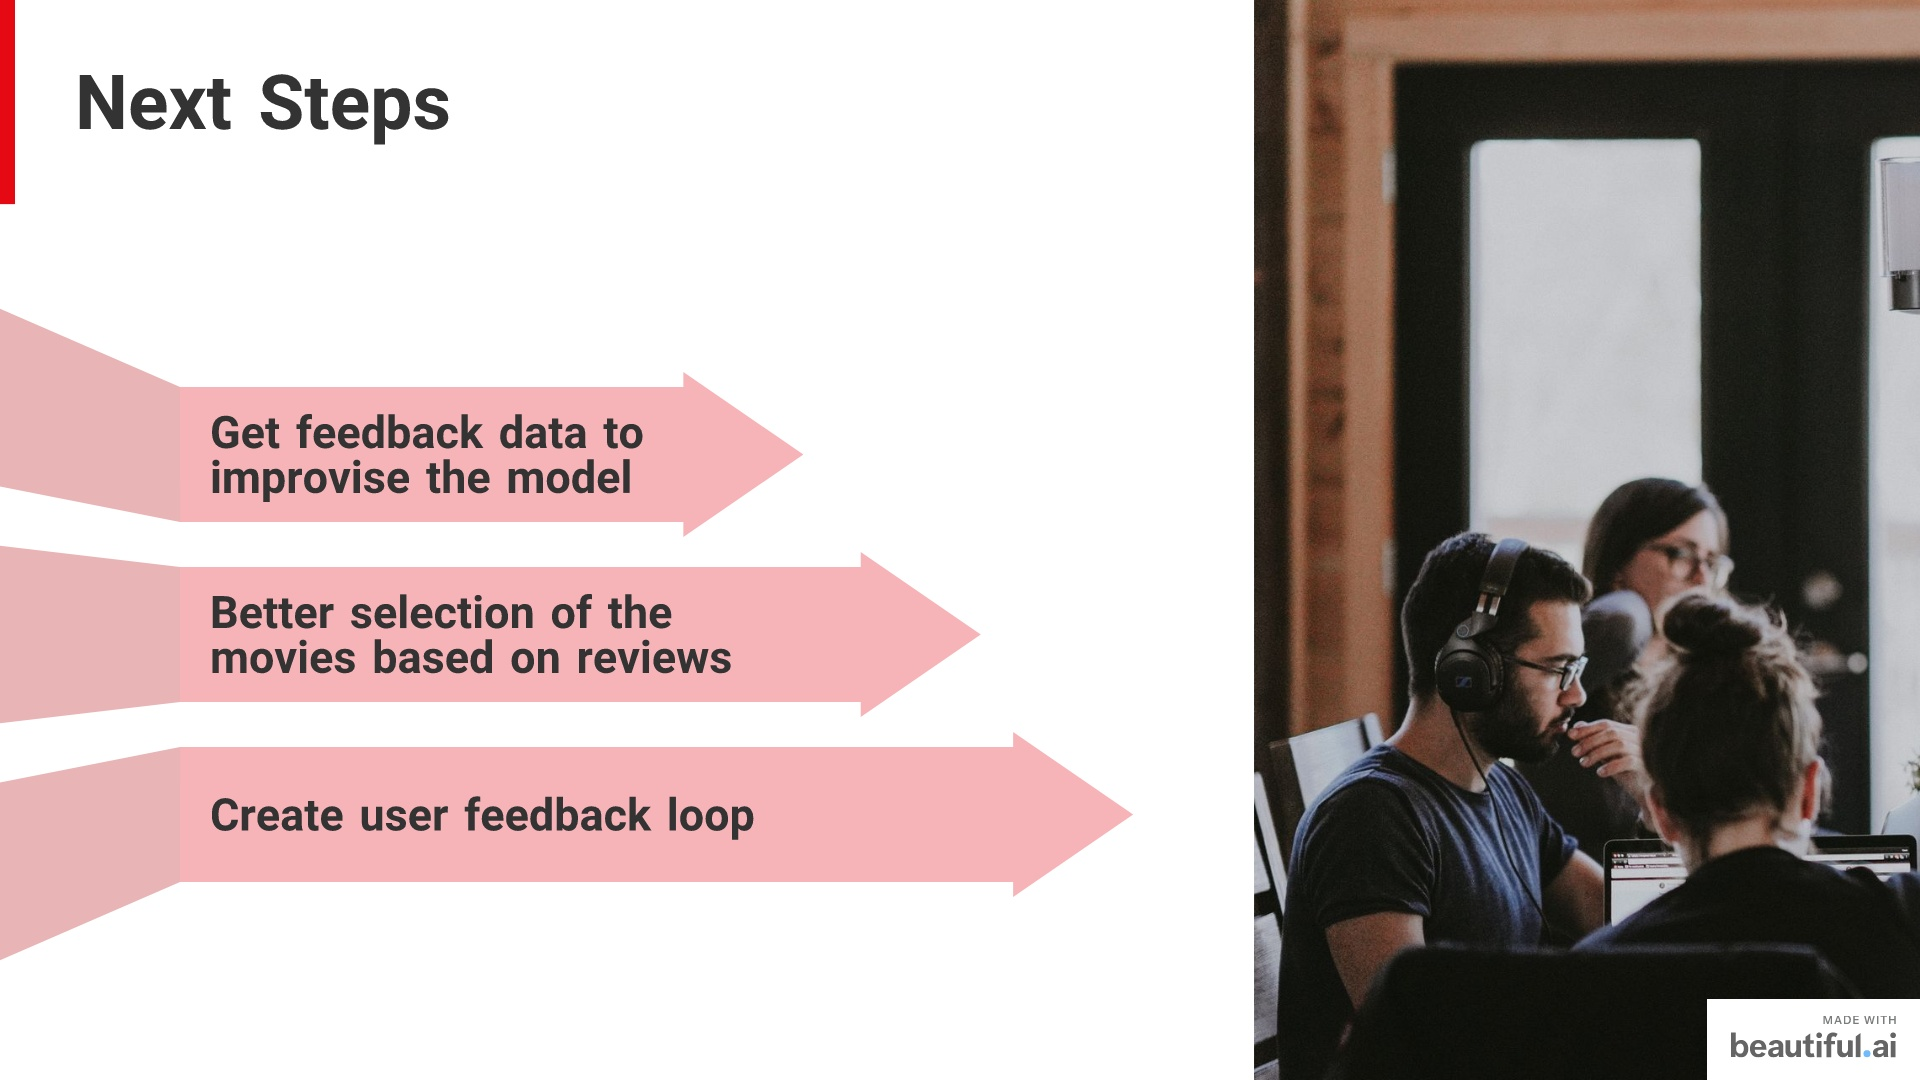 Next Steps
Get feedback data to
improvise the model
Better selection of the
movies based on reviews
Create user feedback loop
MADE WITH
beautiful.ai